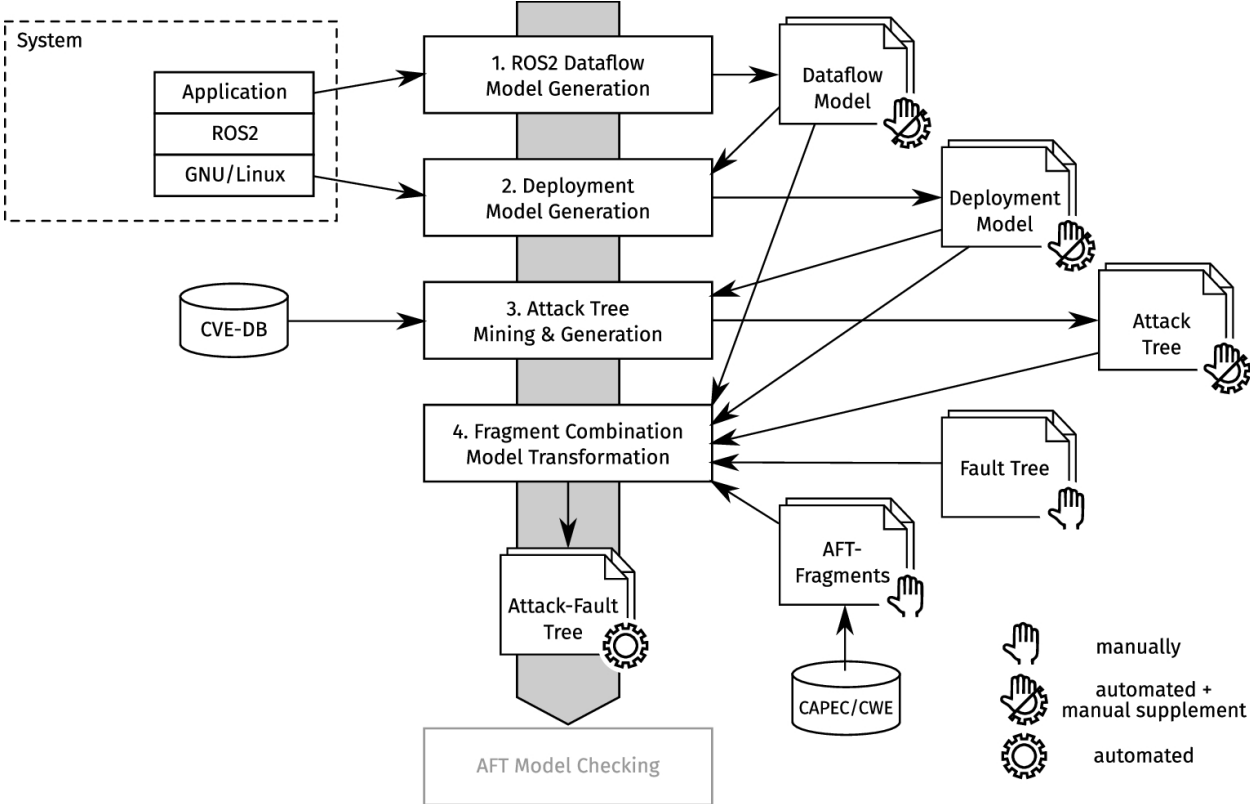 System
Application
ROS2
GNU/Linux
1. ROS2 Dataflow
Model Generation
Dataflow
Model
2. Deployment
Model Generation
Deployment
Model
CVE-DB
3. Attack Tree
Mining & Generation
Attack
Tree
4. Fragment Combination
Model Transformation
Fault Tree
AFT-
Fragments
Attack-Fault
Tree
CAPEC/CWE
AFT Model Checking
manually
automated +
manual supplement
automated